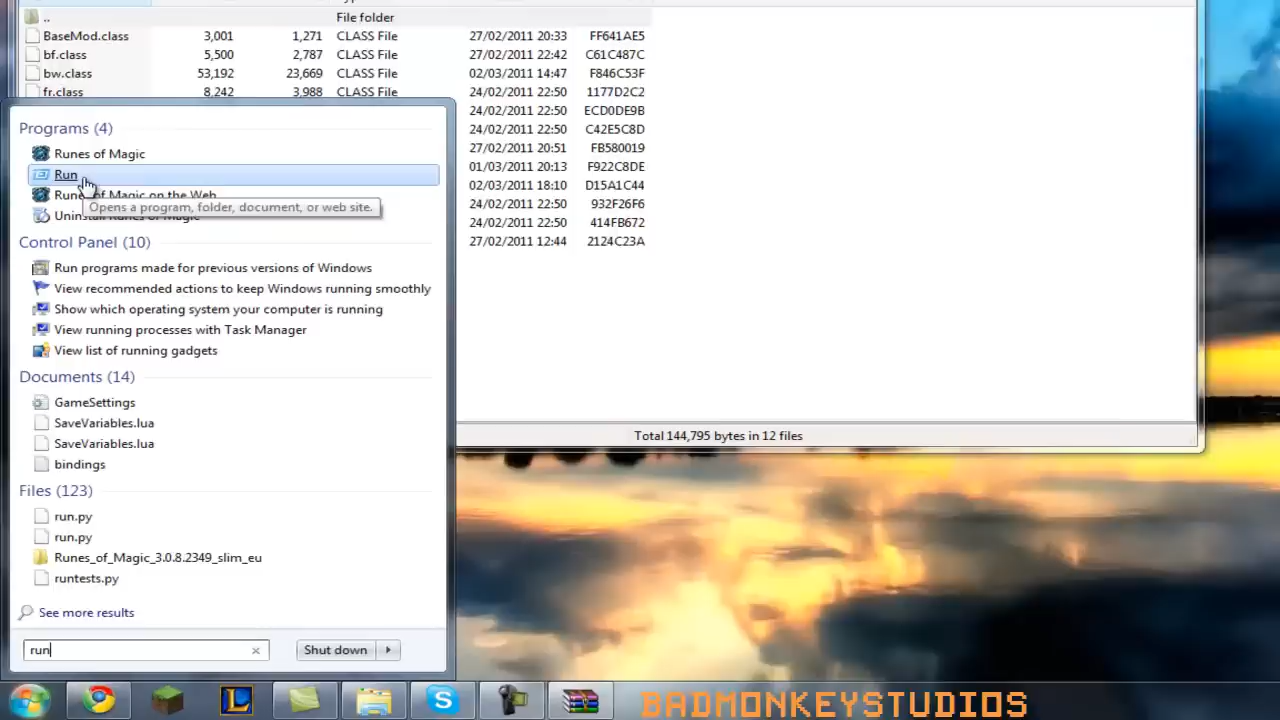 .. File folder
BaseMod.class 3,001 1,271 CLASS File 27/02/2011 20:33 FF641AE5
bf.class 5,500 2,787 CLASS File 27/02/2011 22:42 C61C487C
bw.class 53,192 23,669 CLASS File 02/03/2011 14:47 F846C53F
fr.class 8,242 3,988 CLASS File 24/02/2011 22:50 1177D2C2
24/02/2011 22:50 ECD0DE9B
24/02/2011 22:50 C42E5C8D
27/02/2011 20:51 FB580019
01/03/2011 20:13 F922C8DE
02/03/2011 18:10 D15A1C44
24/02/2011 22:50 932F26F6
24/02/2011 22:50 414FB672
27/02/2011 12:44 2124C23A
Total 144,795 bytes in 12 files
Programs (4)
Runes of Magic
Run
Runes of Magic on the Web
Opens a program, folder, document, or web site.
Uninstall Runes of Magic
Control Panel (10)
Run programs made for previous versions of Windows
View recommended actions to keep Windows running smoothly
Show which operating system your computer is running
View running processes with Task Manager
View list of running gadgets
Documents (14)
GameSettings
SaveVariables.lua
SaveVariables.lua
bindings
Files (123)
run.py
run.py
Runes_of_Magic_3.0.8.2349_slim_eu
runtests.py
See more results
run
Shut down
BADMONKEYSTUDIOS